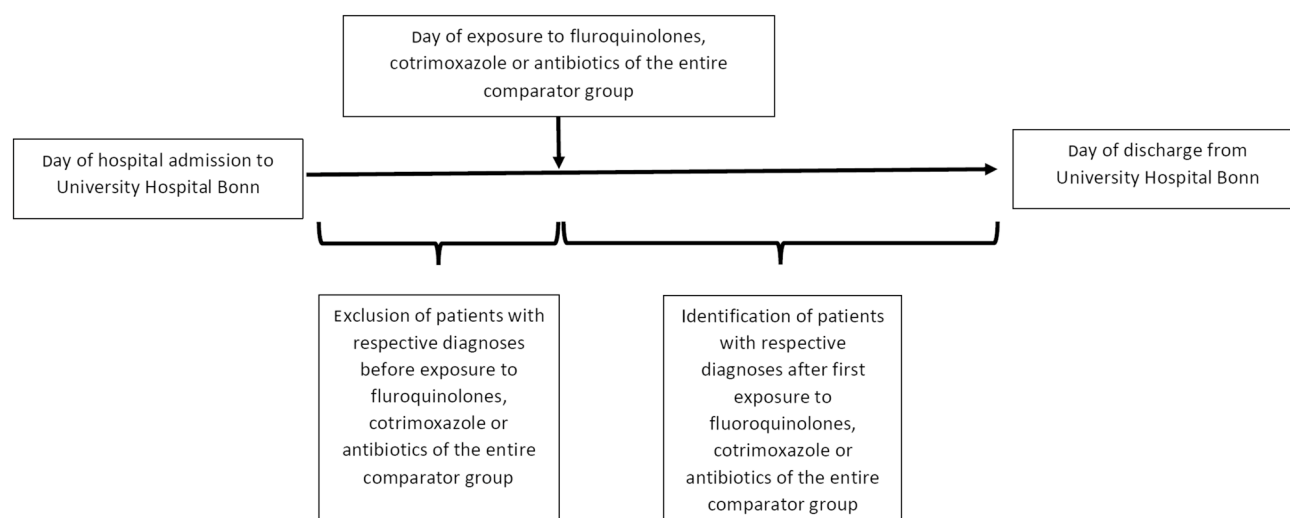 Day of exposure to fluroquinolones,
cotrimoxazole or antibiotics of the entire
comparator group
Day of hospital admission to
University Hospital Bonn
Day of discharge from
University Hospital Bonn
Exclusion of patients with
respective diagnoses
before exposure to
fluroquinolones,
cotrimoxazole or
antibiotics of the entire
comparator group
Identification of patients
with respective
diagnoses after first
exposure to
fluoroquinolones,
cotrimoxazole or
antibiotics of the entire
comparator group